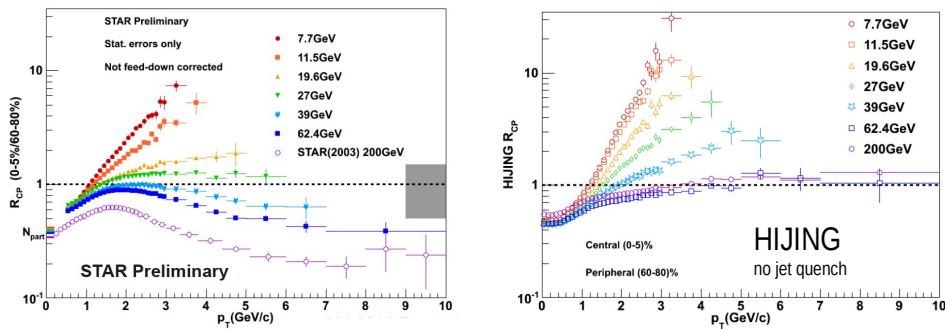 STAR Preliminary
Stat. errors only
Not feed-down corrected
7.7GeV
11.5GeV
19.6GeV
27GeV
39GeV
62.4GeV
STAR(2003) 200GeV
10
1
10⁻¹
N_part
R_CP (0-5%/60-80%)
STAR Preliminary
0 1 2 3 4 5 6 7 8 9 10
p_T(GeV/c)
7.7GeV
11.5GeV
19.6GeV
27GeV
39GeV
62.4GeV
200GeV
10
1
10⁻¹
HIJING R_CP
Central (0-5)%
Peripheral (60-80)%
HIJING
no jet quench
0 1 2 3 4 5 6 7 8 9 10
p_T(GeV/c)